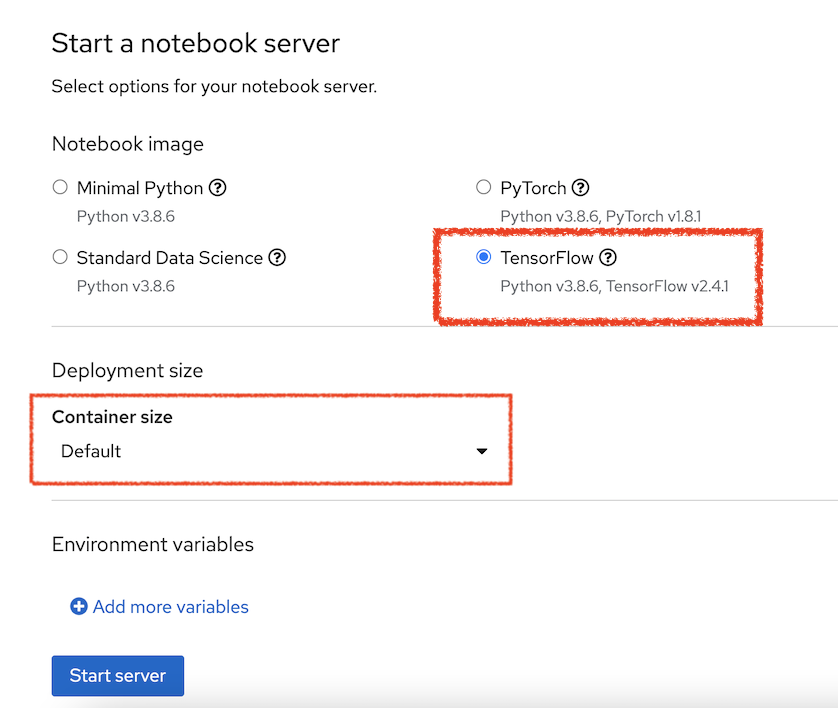 Start a notebook server
Select options for your notebook server.
Notebook image
Minimal Python
Python v3.8.6
PyTorch
Python v3.8.6, PyTorch v1.8.1
Standard Data Science
Python v3.8.6
TensorFlow
Python v3.8.6, TensorFlow v2.4.1
Deployment size
Container size
Default
Environment variables
Add more variables
Start server